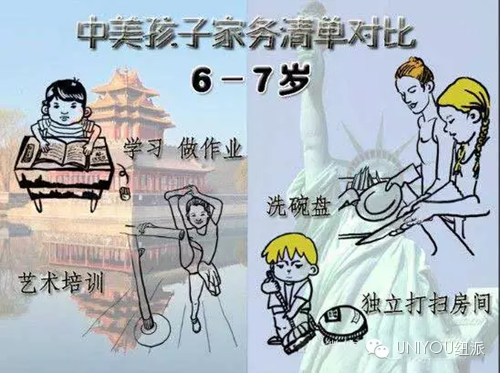 中美孩子家务清单对比
6-7岁
学习 做作业
洗碗盘
艺术培训
独立打扫房间
UNIYOU纽派